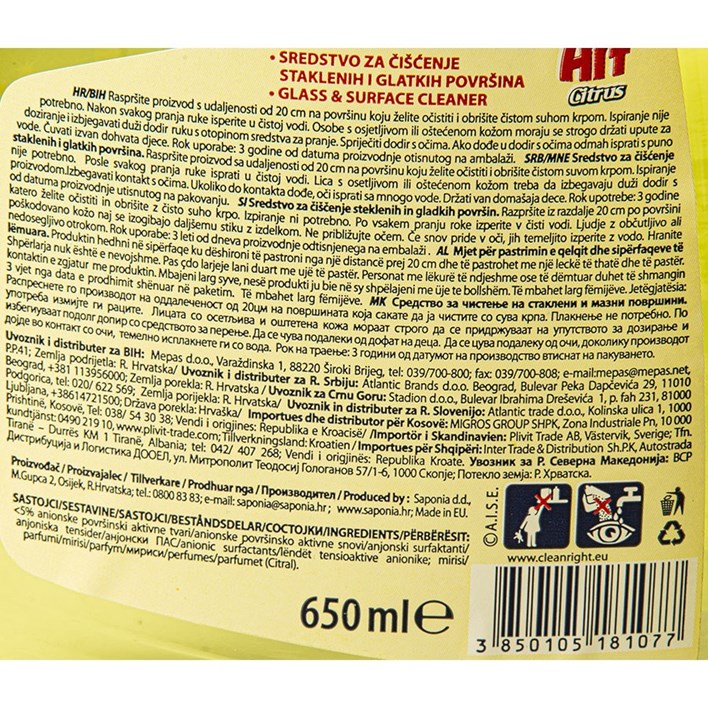 • SREDSTVO ZA ČIŠĆENJE
STAKLENIH I GLATKIH POVRŠINA
• GLASS & SURFACE CLEANER
HIT
Citrus
HR/BIH Raspršite proizvod s udaljenosti od 20 cm na površinu koju želite očistiti i obrišite čistom suhom krpom. Ispiranje nije
potrebno. Nakon svakog pranja ruke isperite u čistoj vodi. Osobe s osjetljivom ili oštećenom kožom moraju se strogo držati upute za
doziranje i izbjegavati duži dodir ruku s otopinom sredstva za pranje. Spriječiti dodir s očima. Ako dođe u dodir s očima odmah isprati s puno
vode. Čuvati izvan dohvata djece. Rok uporabe: 3 godine od datuma proizvodnje otisnutog na ambalaži. SRB/MNE Sredstvo za čišćenje
staklenih i glatkih površina. Raspršite proizvod sa udaljenosti od 20 cm na površinu koju želite očistiti i obrišite čistom suvom krpom. Ispiranje
nije potrebno. Posle svakog pranja ruke isprati u čistoj vodi. Lica s osetljivom ili oštećenom kožom treba da izbegavaju duži dodir s
proizvodom. Izbegavati kontakt s očima. Ukoliko do kontakta dođe, oči isprati sa mnogo vode. Držati van domašaja dece. Rok upotrebe: 3 godine
od datuma proizvodnje utisnutog na pakovanju. SI Sredstvo za čiščenje steklenih in gladkih površin. Razpršite iz razdalje 20 cm po površini
katero želite očistiti in obrišite z čisto suho krpo. Izpiranje ni potrebno. Po vsakem pranju roke izperite v čisti vodi. Ljudje z občutljivo ali
poškodovano kožo naj se izogibajo daljšemu stiku z izdelkom. Ne približujte očem. Če snov pride v oči, jih temeljito izperite z vodo. Hranite
nedosegljivo otrokom. Rok uporabe: 3 leti od dneva proizvodnje odtisnjenega na embalaži. AL Mjet për pastrimin e qelqit dhe sipërfaqeve të
lëmuara. Produktin hedhni në sipërfaqe ku dëshironi të pastroni nga një distancë prej 20 cm dhe të pastrohet me një leckë të thatë dhe të pastër.
Shpërlarja nuk është e nevojshme. Pas çdo larjeje lani duart me ujë të pastër. Personat me lëkurë të ndjeshme ose të dëmtuar duhet të shmangin
kontaktin e zgjatur me produktin. Mbajeni larg syve, nesë produkti ju bie në sy shpëlajeni me üje te bollshëm. Të mbahet larg fëmijëve. Jetëgjatësia:
3 vjet nga data e prodhimit shënuar në paketim. Të mbahet larg fëmijëve. МК Средство за чистење на стаклени и мазни површини.
Распреснете го производот на оддалеченост од 20цм на површината која сакате да ја чистите со сува крпа. Плакнење не потребно. По
употреба измијте ги рацете. Лицата со осетлива и оштетена кожа мораат строго да се придржуваат на упутството за дозирање и
избегнуваат подолг допир со средството за перење. Да се чува подалеку од дофат на деца. Да се чува подалеку од очи, доколику производот
дојде во контакт со очи, темелно исплакнете ги со вода. Рок на траење: 3 години од датумот на производство втиснат на пакувањето.
Uvoznik i distributer za BIH: Mepas d.o.o., Varaždinska 1, 88220 Široki Brijeg, tel: 039/700-800; fax: 039/700-808; e-mail:mepas@mepas.net,
P.P.41; Zemlja podrijetla: R. Hrvatska/ Uvoznik i distributer za R. Srbiju: Atlantic Brands d.o.o. Beograd, Bulevar Peka Dapčevića 29, 11010
Beograd, +381 113956600; Zemlja porekla: R. Hrvatska / Uvoznik za Crnu Goru: Stadion d.o.o., Bulevar Ibrahima Dreševića 1, p. fah 231, 81000
Podgorica, tel: 020/ 622 569; Zemlja porijekla: R. Hrvatska / Uvoznik in distributer za R. Slovenijo: Atlantic trade d.o.o., Kolinska ulica 1, 1000
Ljubljana, +38614721500; Država porekla: Hrvaška/ Importues dhe distributor për Kosovë: MIGROS GROUP SHPK, Zona Industriale Pn, 10 000
Prishtinë, Kosovë, Tel: 038/ 54 30 38; Vendi i origjines: Republika e Kroacisë/ Importör i Skandinavien: Plivit Trade AB, Västervik, Sverige; Tfn.
kundtjänst 0490 219 10, www.plivit-trade.com; Tillverkningsland: Kroatien / Importues për Shqipëri: Inter Trade & Distribution Sh.P.K, Autostrada
Tiranë – Durrës KM 1 Tiranë, Albania; tel: 042/ 407 268; Vendi i origjinës: Republika Kroate. Увозник за Р. Северна Македонија: ВСР
Дистрибуција и Логистика ДООЕЛ, ул. Митрополит Теодосиј Гологанов 57/1-6, 1000 Скопје; Потекло земја: Р. Хрватска.
Proizvođač / Proizvajalec / Tillverkare / Prodhuar nga / Производител / Produced by : Saponia d.d.,
M.Gupca 2, Osijek, R.Hrvatska; tel.: 0800 83 83; e-mail: saponia@saponia.hr ; www.saponia.hr; Made in EU.
SASTOJCI/SESTAVINE/SASTOJCI/BESTÅNDSDELAR/СОСТОЈКИ/INGREDIENTS/PËRBËRËSIT:
<5% anionske površinski aktivne tvari/anionske površinsko aktivne snovi/anjonski surfaktanti/
anjoniska tensider/анјонски ПАС/anionic surfactants/lëndët tensioaktive anionike; mirisi/
parfumi/mirisi/parfym/мириси/perfumes/parfumet (Citral).
© A.I.S.E.
www.cleanright.eu
650 ml ℮
3 850105 181077